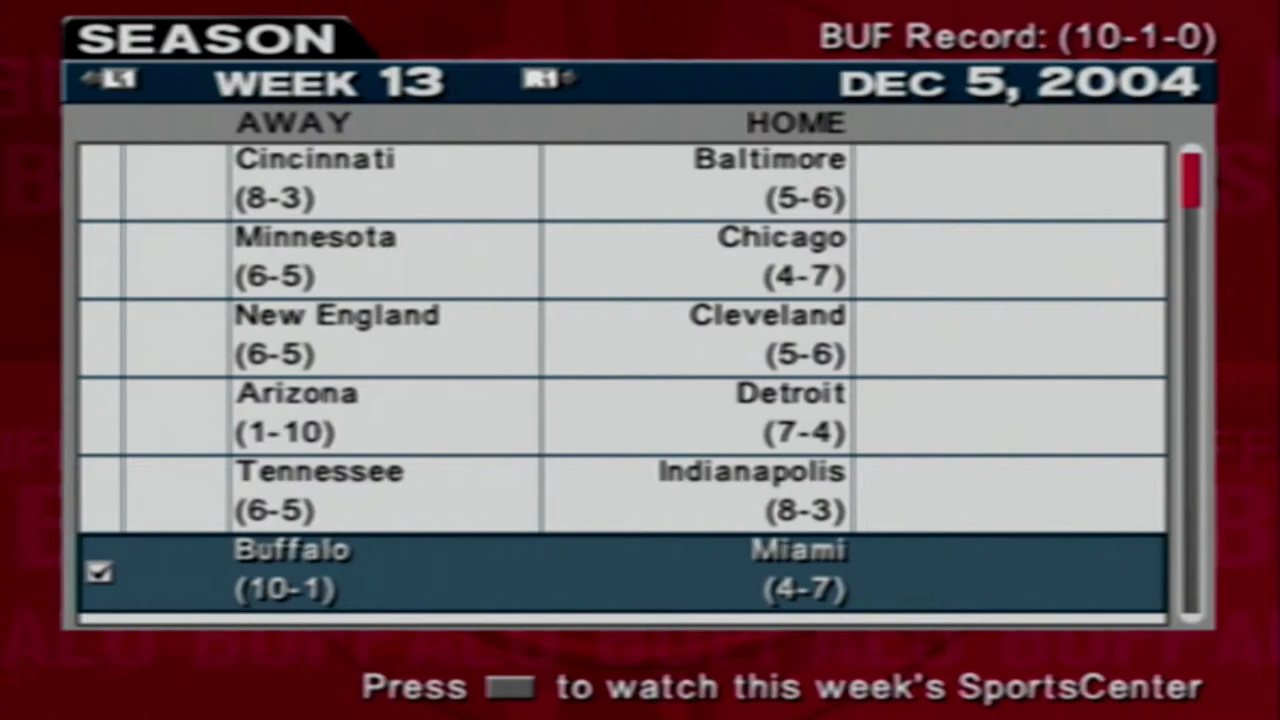 SEASON
BUF Record: (10-1-0)
L1 WEEK 13 R1 DEC 5, 2004
AWAY HOME
Cincinnati Baltimore
(8-3) (5-6)
Minnesota Chicago
(6-5) (4-7)
New England Cleveland
(6-5) (5-6)
Arizona Detroit
(1-10) (7-4)
Tennessee Indianapolis
(6-5) (8-3)
Buffalo Miami
(10-1) (4-7)
Press to watch this week's SportsCenter